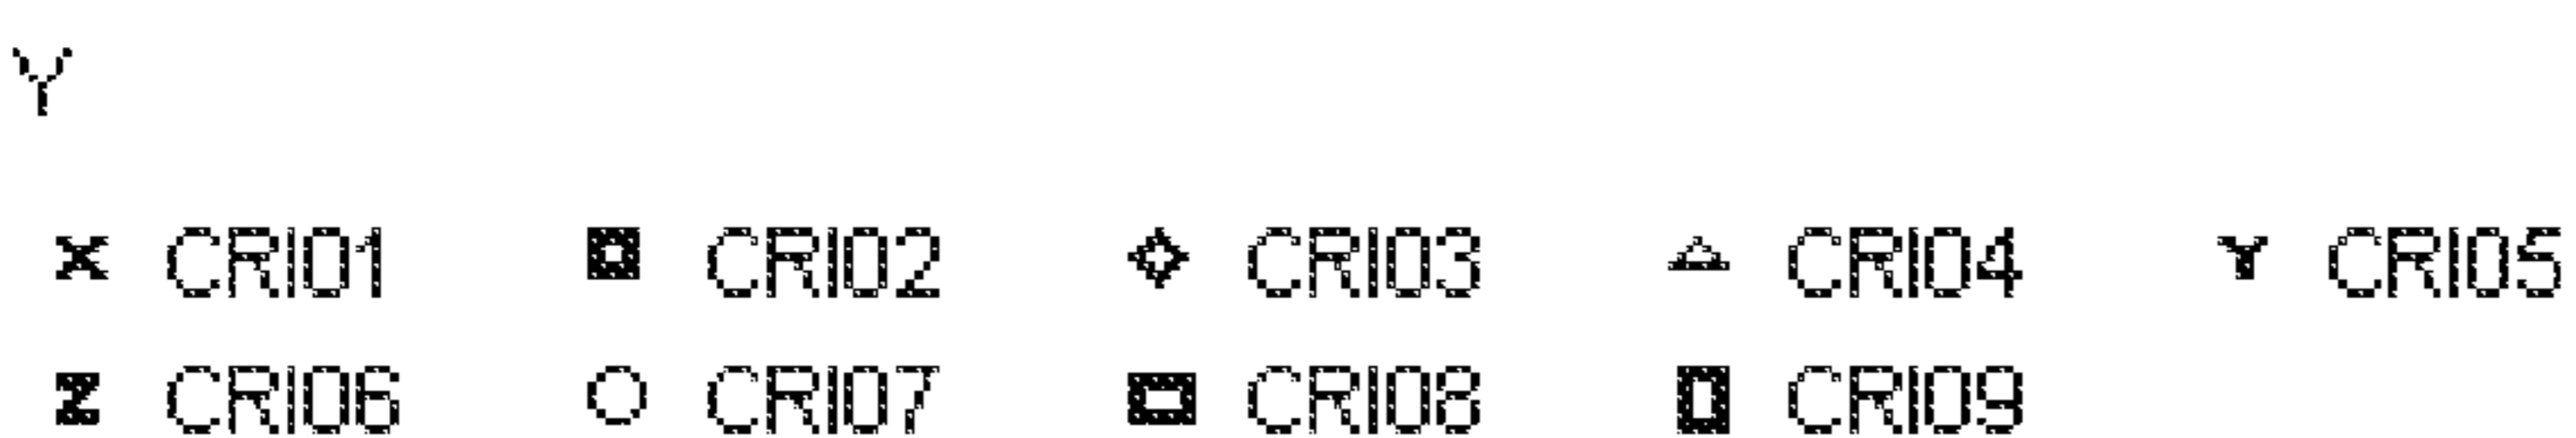 Y
CRI01 CRI02 CRI03 CRI04 CRI05
CRI06 CRI07 CRI08 CRI09